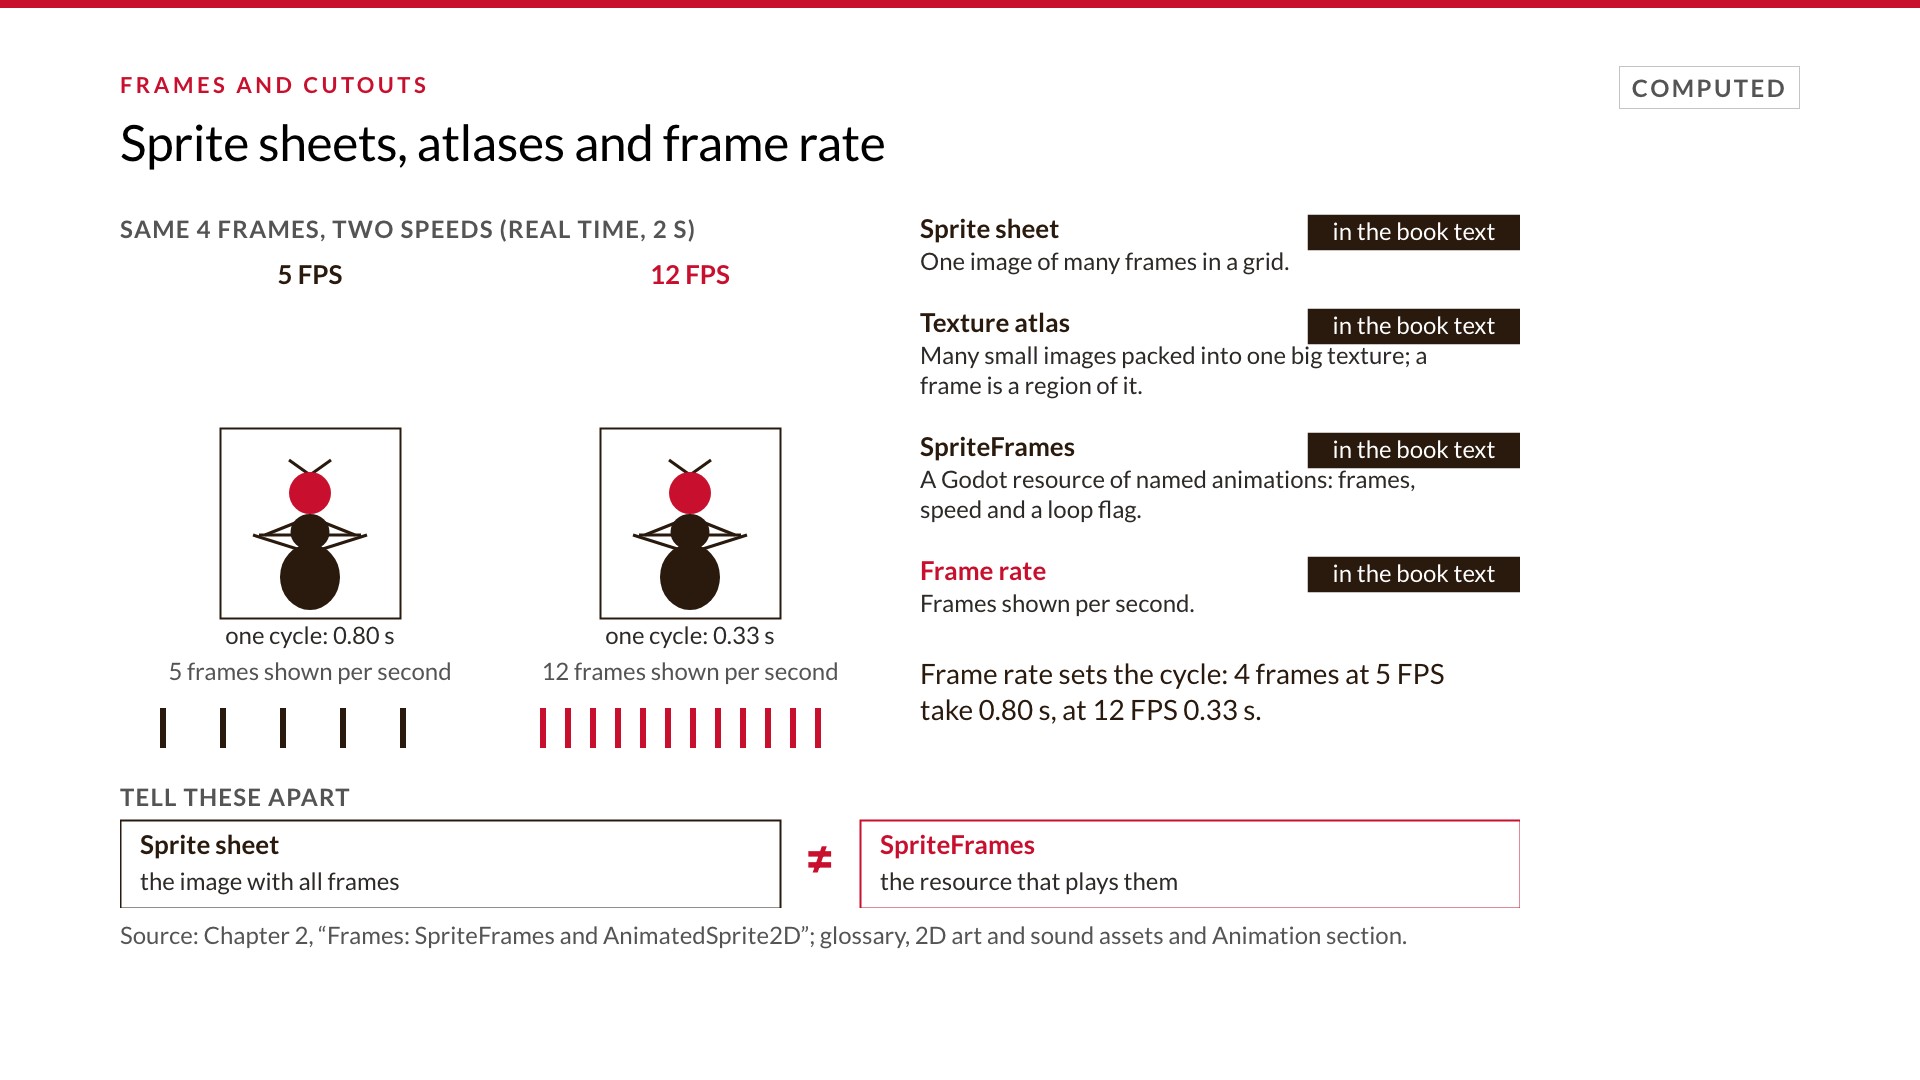 FRAMES AND CUTOUTS
COMPUTED
Sprite sheets, atlases and frame rate
SAME 4 FRAMES, TWO SPEEDS (REAL TIME, 2 S)
5 FPS
12 FPS
one cycle: 0.80 s
one cycle: 0.33 s
5 frames shown per second
12 frames shown per second
Sprite sheet
in the book text
One image of many frames in a grid.
Texture atlas
in the book text
Many small images packed into one big texture; a
frame is a region of it.
SpriteFrames
in the book text
A Godot resource of named animations: frames,
speed and a loop flag.
Frame rate
in the book text
Frames shown per second.
Frame rate sets the cycle: 4 frames at 5 FPS
take 0.80 s, at 12 FPS 0.33 s.
TELL THESE APART
Sprite sheet
the image with all frames
≠
SpriteFrames
the resource that plays them
Source: Chapter 2, “Frames: SpriteFrames and AnimatedSprite2D”; glossary, 2D art and sound assets and Animation section.